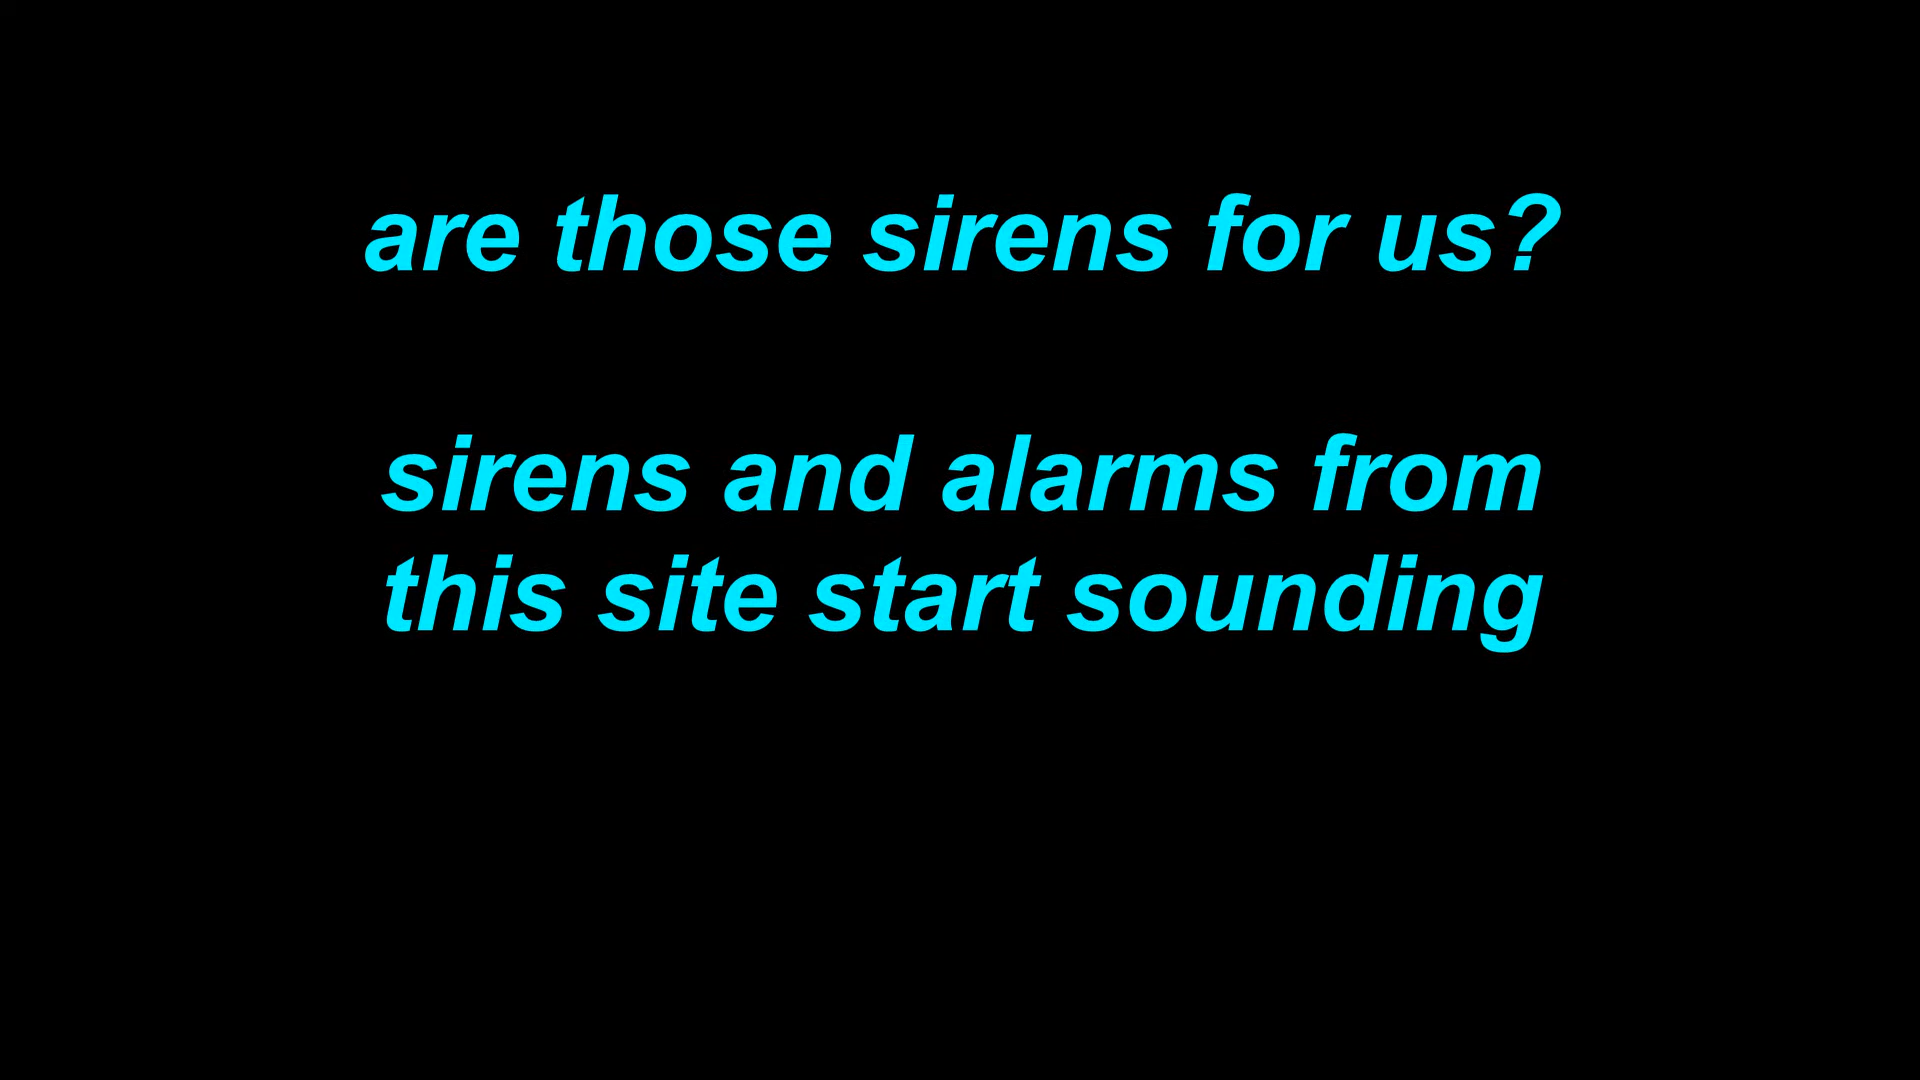 are those sirens for us?
sirens and alarms from
this site start sounding